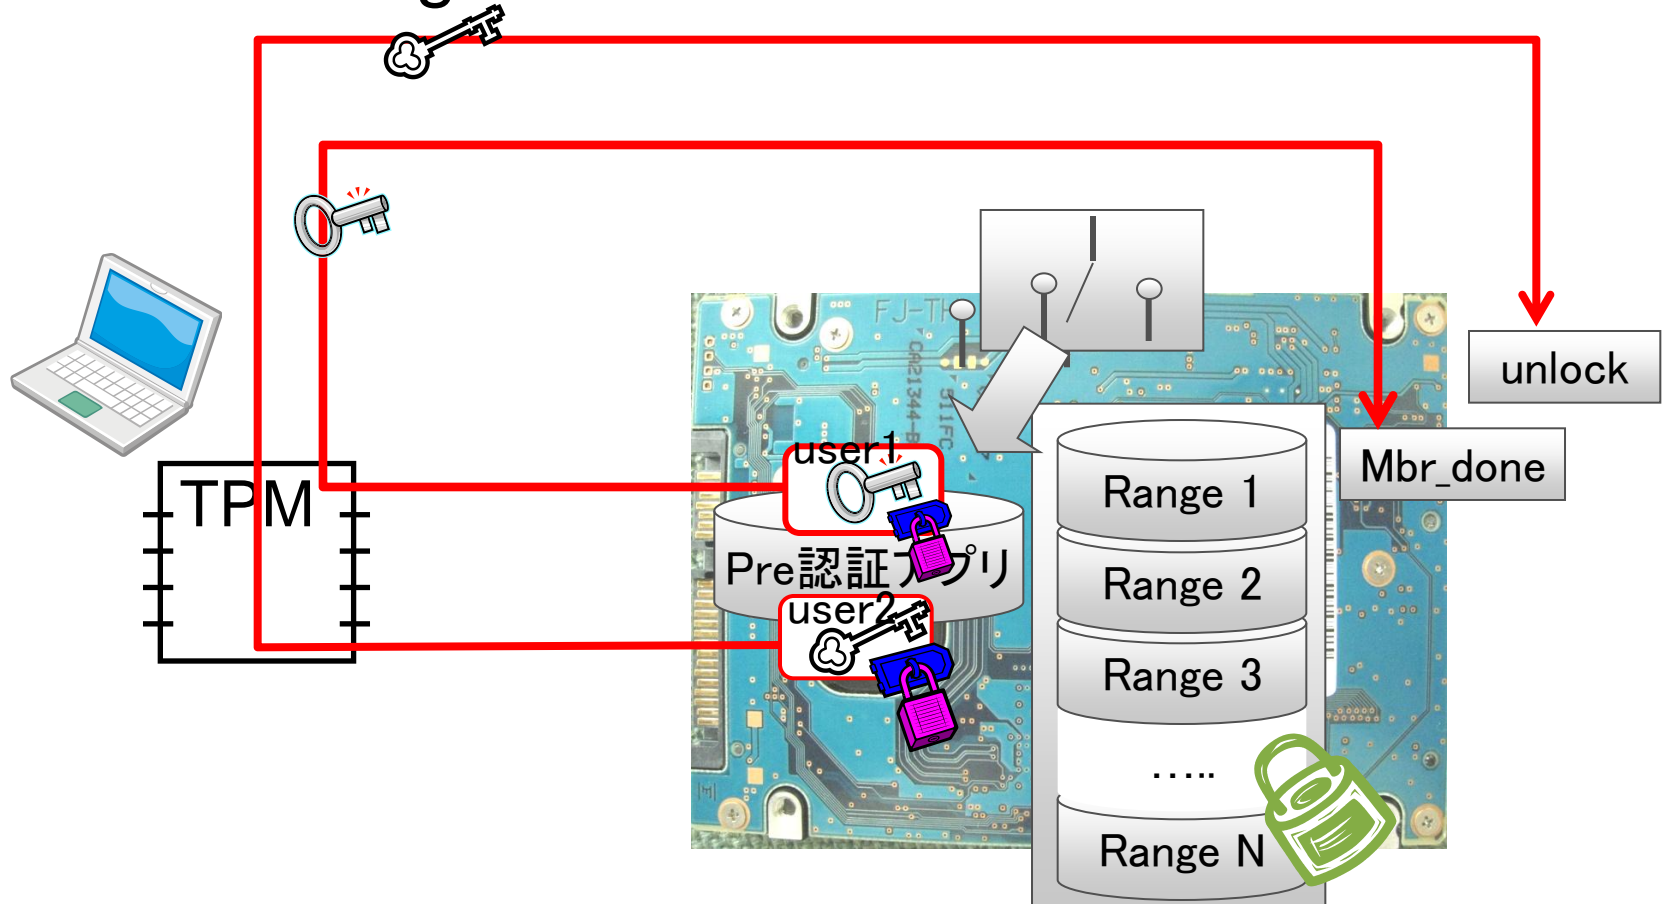 TPM
user1
Pre認証アプリ
user2
Range 1
Range 2
Range 3
.....
Range N
unlock
Mbr_done
CA21344-B